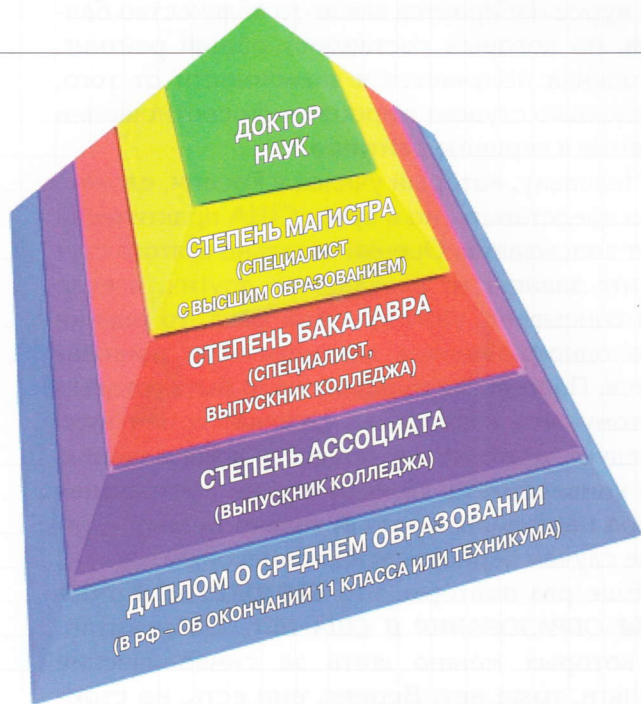 ДОКТОР
НАУК
СТЕПЕНЬ МАГИСТРА
(СПЕЦИАЛИСТ
С ВЫСШИМ ОБРАЗОВАНИЕМ)
СТЕПЕНЬ БАКАЛАВРА
(СПЕЦИАЛИСТ,
ВЫПУСКНИК КОЛЛЕДЖА)
СТЕПЕНЬ АССОЦИАТА
(ВЫПУСКНИК КОЛЛЕДЖА)
ДИПЛОМ О СРЕДНЕМ ОБРАЗОВАНИИ
(В РФ – ОБ ОКОНЧАНИИ 11 КЛАССА ИЛИ ТЕХНИКУМА)